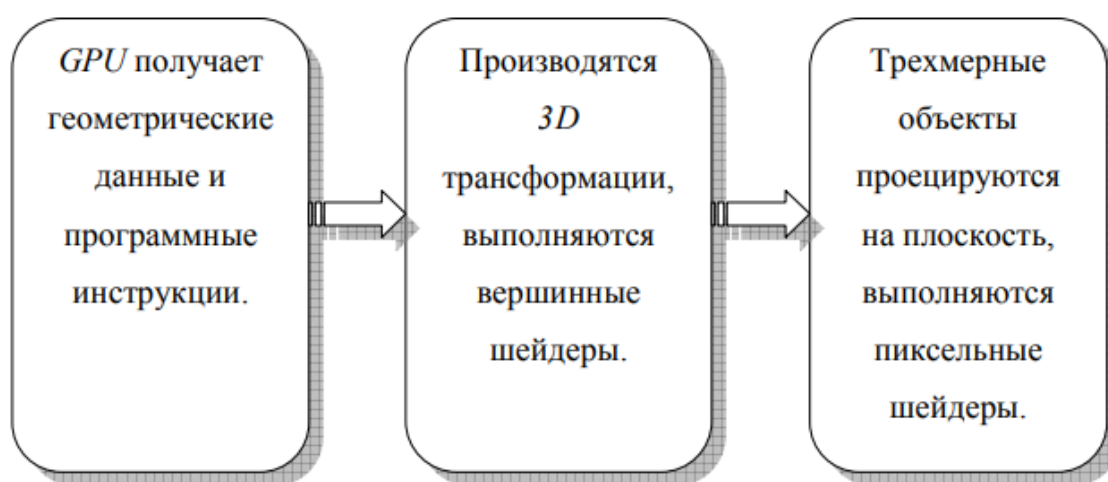 GPU получает
геометрические
данные и
программные
инструкции.
Производятся
3D
трансформации,
выполняются
вершинные
шейдеры.
Трехмерные
объекты
проецируются
на плоскость,
выполняются
пиксельные
шейдеры.